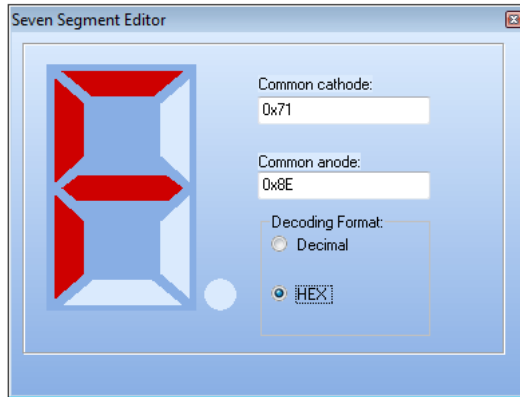 Seven Segment Editor
Common cathode:
0x71
Common anode:
0x8E
Decoding Format:
Decimal
HEX